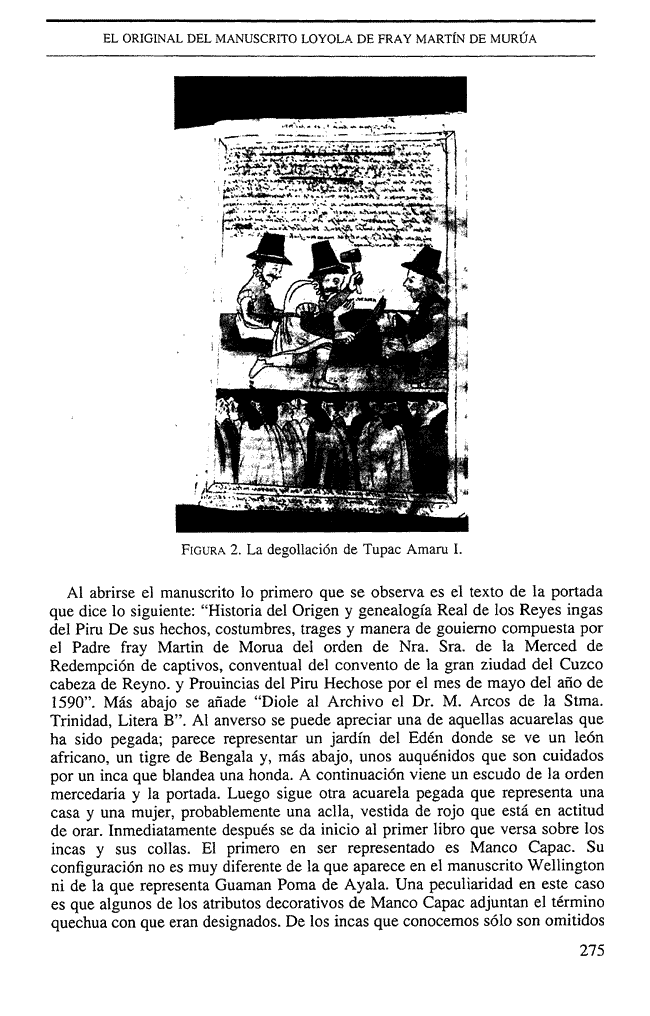 EL ORIGINAL DEL MANUSCRITO LOYOLA DE FRAY MARTÍN DE MURÚA
FIGURA 2. La degollación de Tupac Amaru I.
Al abrirse el manuscrito lo primero que se observa es el texto de la portada
que dice lo siguiente: “Historia del Origen y genealogía Real de los Reyes ingas
del Piru De sus hechos, costumbres, trages y manera de gouierno compuesta por
el Padre fray Martin de Morua del orden de Nra. Sra. de la Merced de
Redempción de captivos, conventual del convento de la gran ziudad del Cuzco
cabeza de Reyno. y Prouincias del Piru Hechose por el mes de mayo del año de
1590”. Más abajo se añade “Diole al Archivo el Dr. M. Arcos de la Stma.
Trinidad, Litera B”. Al anverso se puede apreciar una de aquellas acuarelas que
ha sido pegada; parece representar un jardín del Edén donde se ve un león
africano, un tigre de Bengala y, más abajo, unos auquénidos que son cuidados
por un inca que blandea una honda. A continuación viene un escudo de la orden
mercedaria y la portada. Luego sigue otra acuarela pegada que representa una
casa y una mujer, probablemente una aclla, vestida de rojo que está en actitud
de orar. Inmediatamente después se da inicio al primer libro que versa sobre los
incas y sus collas. El primero en ser representado es Manco Capac. Su
configuración no es muy diferente de la que aparece en el manuscrito Wellington
ni de la que representa Guaman Poma de Ayala. Una peculiaridad en este caso
es que algunos de los atributos decorativos de Manco Capac adjuntan el término
quechua con que eran designados. De los incas que conocemos sólo son omitidos
275